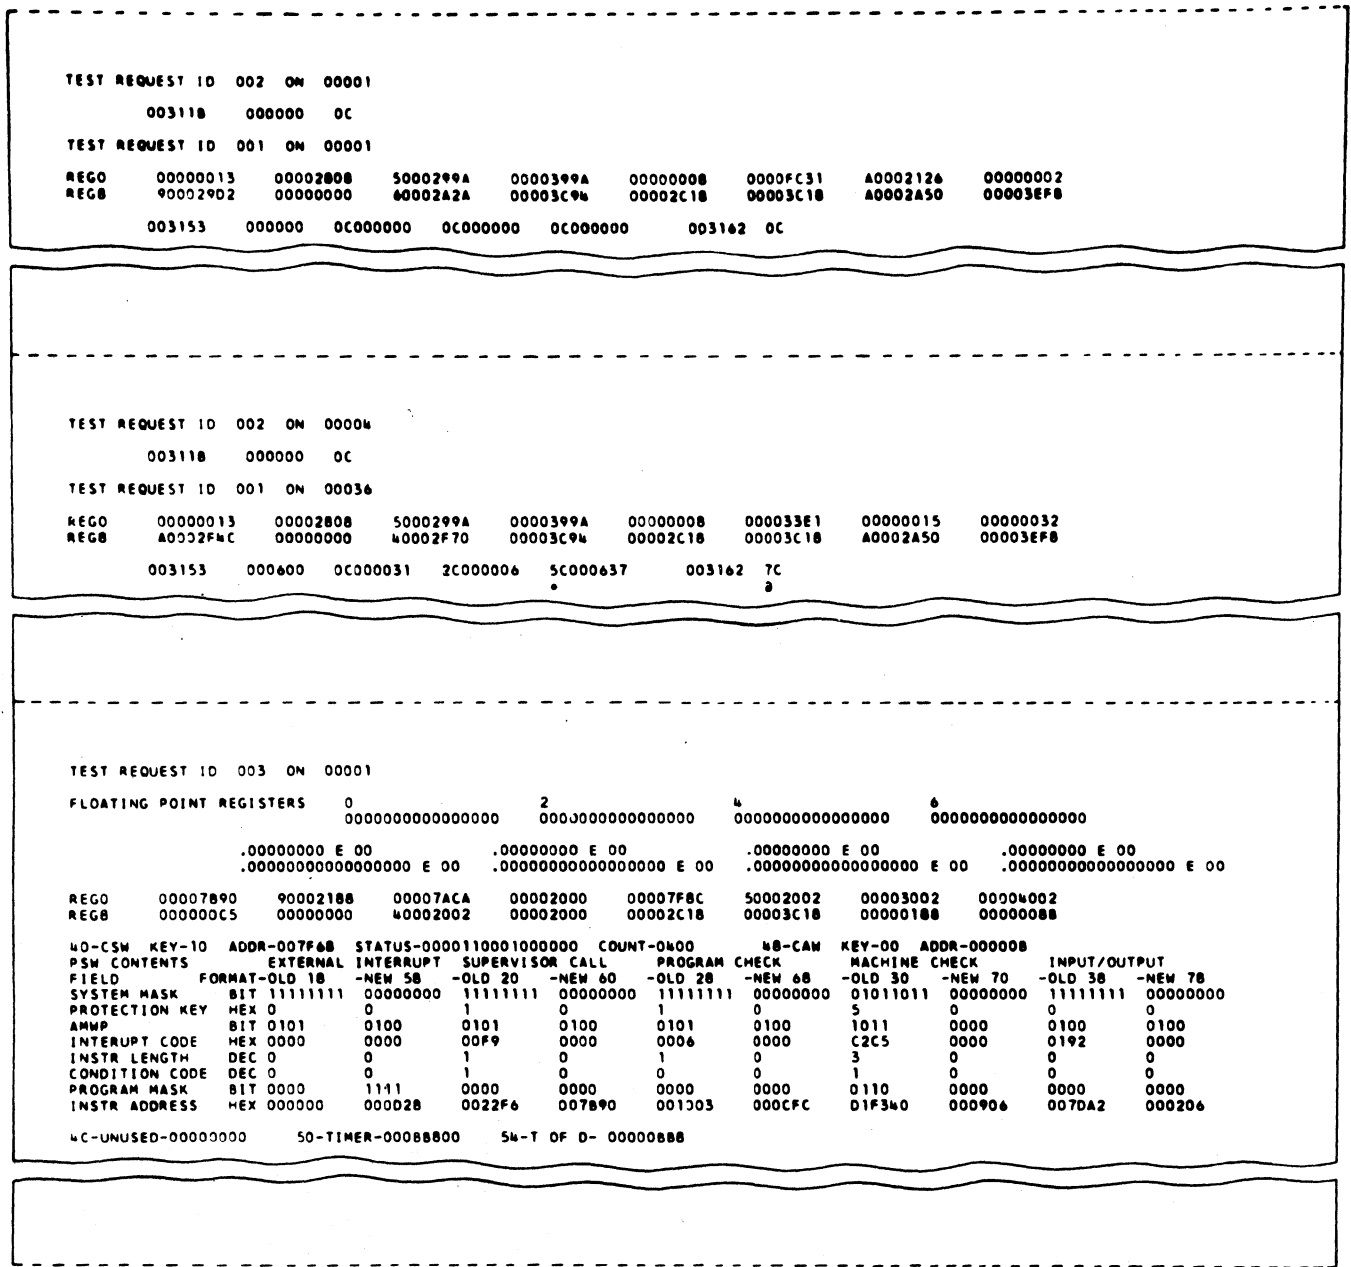 TEST REQUEST ID 002 ON 00001
003118 000000 0C
TEST REQUEST ID 001 ON 00001
REG0 00000013 00002808 5000299A 0000399A 00000008 0000FC31 A0002126 00000002
REG8 900029D2 00000000 60002A2A 00003C94 00002C18 00003C18 A0002A50 00003EF8
003153 000000 0C000000 0C000000 0C000000 003162 0C
TEST REQUEST ID 002 ON 00004
003118 000000 0C
TEST REQUEST ID 001 ON 00036
REG0 00000013 00002808 5000299A 0000399A 00000008 000033E1 00000015 00000032
REG8 A0002F4C 00000000 40002F70 00003C94 00002C18 00003C18 A0002A50 00003EF8
003153 000600 0C000031 2C000006 5C000637 003162 7C
* @
TEST REQUEST ID 003 ON 00001
FLOATING POINT REGISTERS 0 2 4 6
0000000000000000 0000000000000000 0000000000000000 0000000000000000
.00000000 E 00 .00000000 E 00 .00000000 E 00 .00000000 E 00
.0000000000000000 E 00 .0000000000000000 E 00 .0000000000000000 E 00 .0000000000000000 E 00
REG0 00007890 90002188 00007ACA 00002000 00007F8C 50002002 00003002 00004002
REG8 000000C5 00000000 40002002 00002000 00002C18 00003C18 00000188 00000088
40-CSW KEY-10 ADDR-007F68 STATUS-0000110001000000 COUNT-0400 48-CAW KEY-00 ADDR-000008
PSW CONTENTS EXTERNAL INTERRUPT SUPERVISOR CALL PROGRAM CHECK MACHINE CHECK INPUT/OUTPUT
FIELD FORMAT-OLD 18 -NEW 58 -OLD 20 -NEW 60 -OLD 28 -NEW 68 -OLD 30 -NEW 70 -OLD 38 -NEW 78
SYSTEM MASK BIT 11111111 00000000 11111111 00000000 11111111 00000000 01011011 00000000 11111111 00000000
PROTECTION KEY HEX 0 0 1 0 1 0 5 0 0 0
AMWP BIT 0101 0100 0101 0100 0101 0100 1011 0000 0100 0100
INTERUPT CODE HEX 0000 0000 00F9 0000 0006 0000 C2C5 0000 0192 0000
INSTR LENGTH DEC 0 0 1 0 1 0 3 0 0 0
CONDITION CODE DEC 0 0 1 0 0 0 1 0 0 0
PROGRAM MASK BIT 0000 1111 0000 0000 0000 0000 0110 0000 0000 0000
INSTR ADDRESS HEX 000000 000D28 0022F6 007890 001003 000CFC D1F340 000906 007DA2 000206
4C-UNUSED-00000000 50-TIMER-00088800 54-T OF D- 00000888